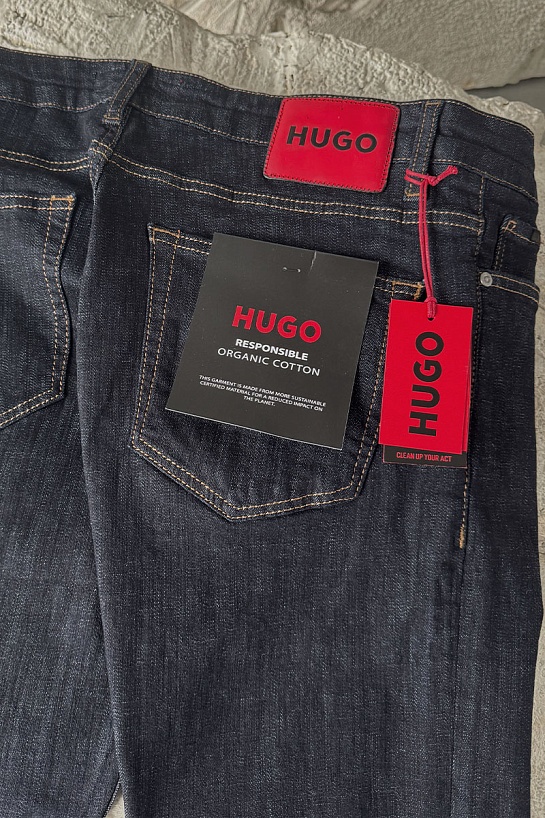 HUGO
HUGO
RESPONSIBLE
ORGANIC COTTON
THIS GARMENT IS MADE FROM MORE SUSTAINABLE
CERTIFIED MATERIAL FOR A REDUCED IMPACT ON
THE PLANET.
HUGO
CLEAN UP YOUR ACT